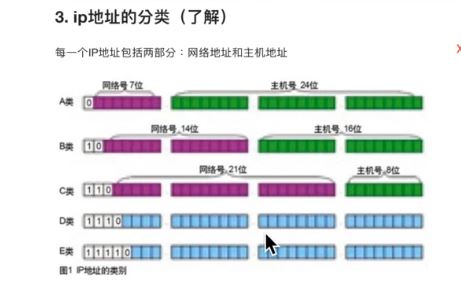 3. ip地址的分类（了解）
每一个IP地址包括两部分：网络地址和主机地址
网络号 7位 主机号 24位
A类 0
网络号 14位 主机号 16位
B类 1 0
网络号 21位 主机号 8位
C类 1 1 0
D类 1 1 1 0
E类 1 1 1 1 0
图1 IP地址的类别